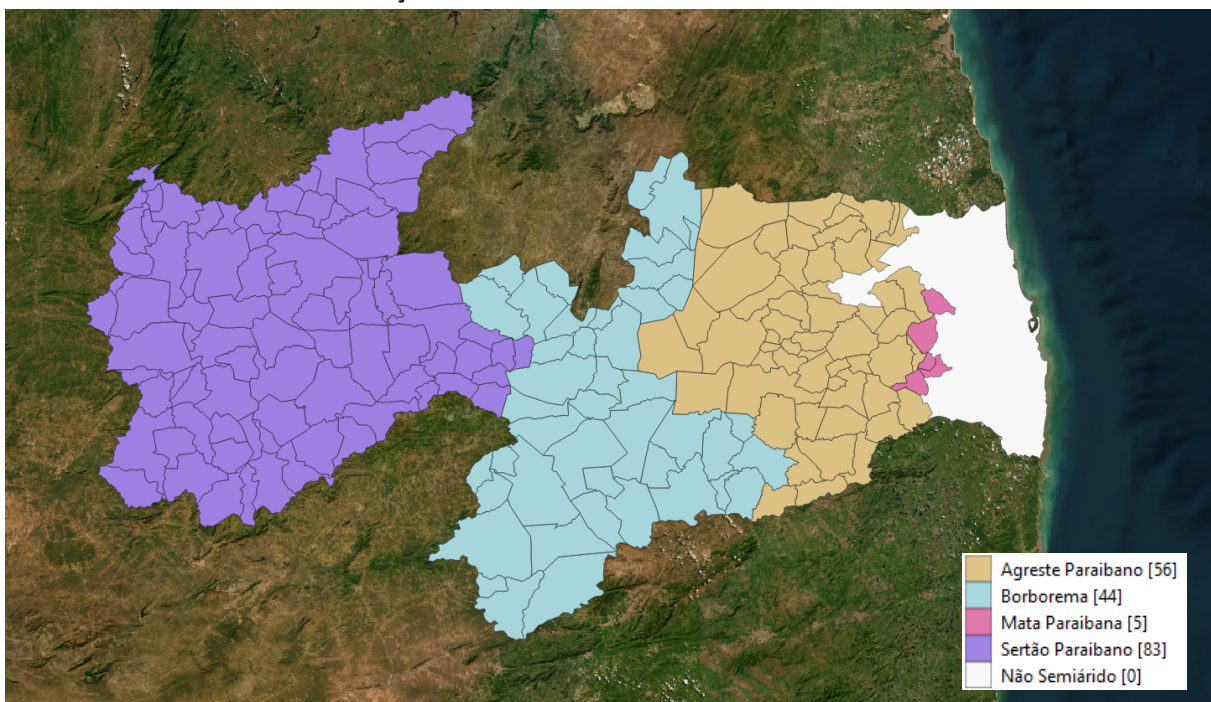 Agreste Paraibano [56]
Borborema [44]
Mata Paraibana [5]
Sertão Paraibano [83]
Não Semiárido [0]